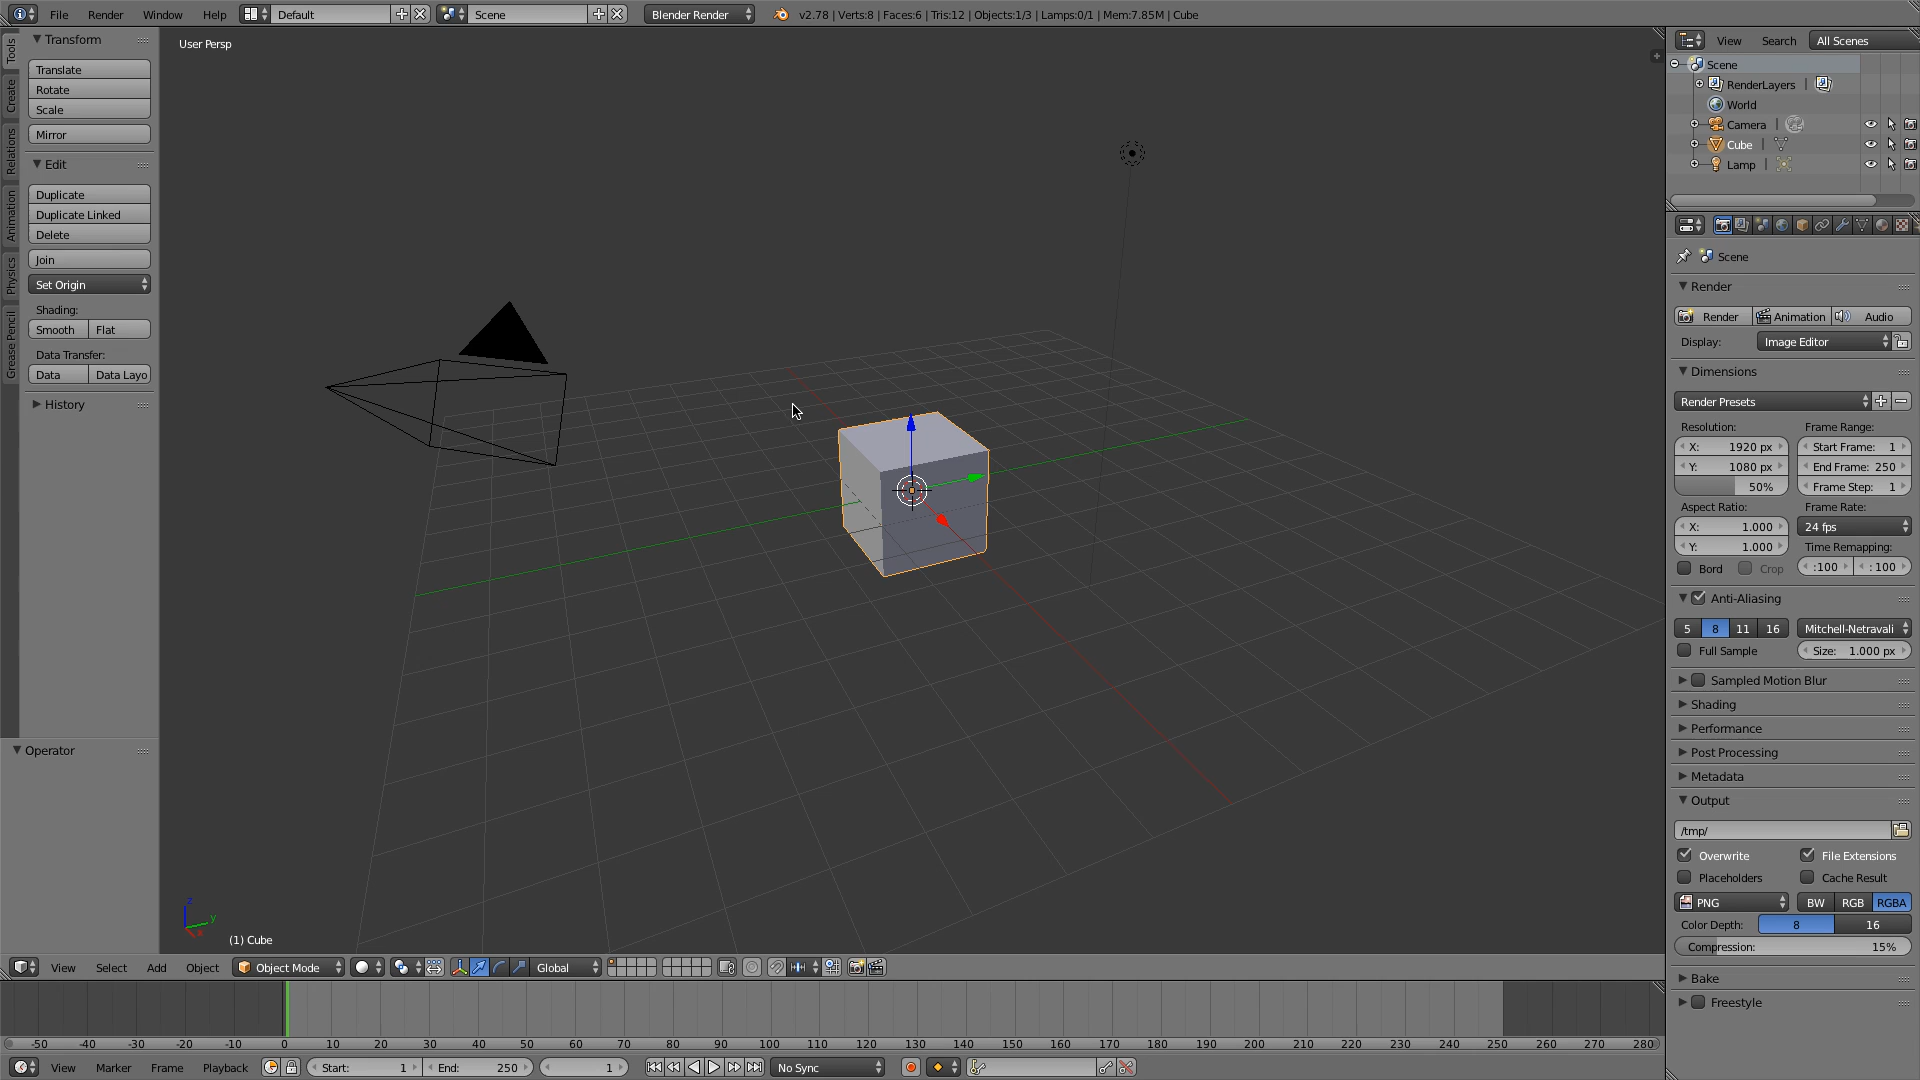 File Render Window Help Default Scene Blender Render v2.78 | Verts:8 | Faces:6 | Tris:12 | Objects:1/3 | Lamps:0/1 | Mem:7.85M | Cube
Tools
Create
Relations
Animation
Physics
Grease Pencil
Transform
Translate
Rotate
Scale
Mirror
Edit
Duplicate
Duplicate Linked
Delete
Join
Set Origin
Shading:
Smooth Flat
Data Transfer:
Data Data Layo
History
Operator
User Persp
z
y
x
(1) Cube
View Select Add Object Object Mode Global
-50 -40 -30 -20 -10 0 10 20 30 40 50 60 70 80 90 100 110 120 130 140 150 160 170 180 190 200 210 220 230 240 250 260 270 280
View Marker Frame Playback Start: 1 End: 250 1 No Sync
View Search All Scenes
Scene
RenderLayers |
World
Camera |
Cube |
Lamp |
Scene
Render
Render Animation Audio
Display: Image Editor
Dimensions
Render Presets
Resolution: Frame Range:
X: 1920 px Start Frame: 1
Y: 1080 px End Frame: 250
50% Frame Step: 1
Aspect Ratio: Frame Rate:
X: 1.000 24 fps
Y: 1.000 Time Remapping:
Bord Crop :100 : 100
Anti-Aliasing
5 8 11 16 Mitchell-Netravali
Full Sample Size: 1.000 px
Sampled Motion Blur
Shading
Performance
Post Processing
Metadata
Output
/tmp/
Overwrite File Extensions
Placeholders Cache Result
PNG BW RGB RGBA
Color Depth: 8 16
Compression: 15%
Bake
Freestyle